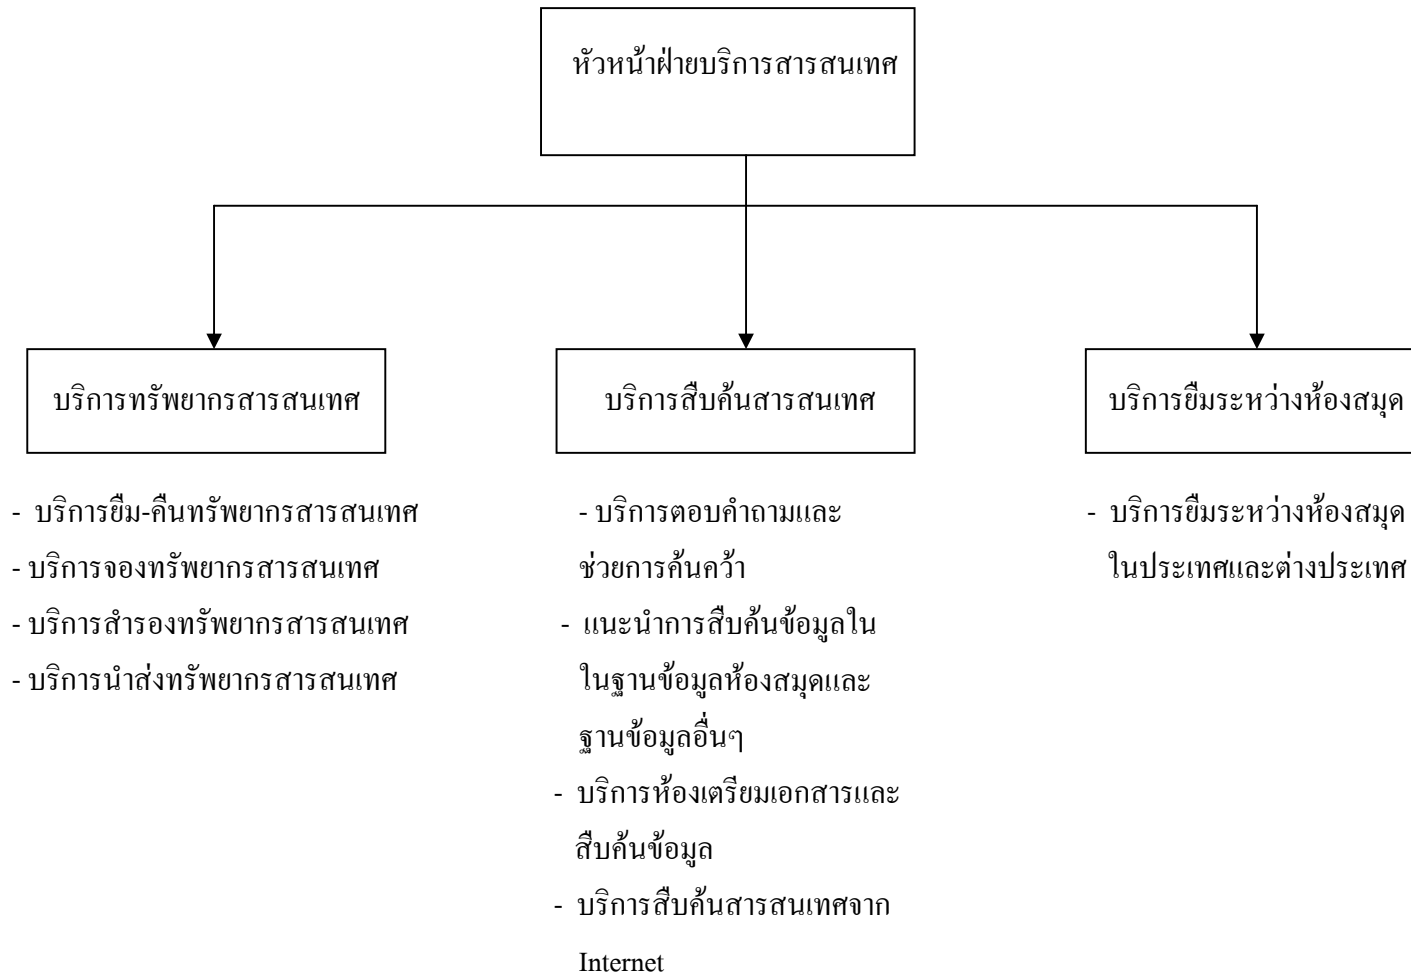 หัวหน้าฝ่ายบริการสารสนเทศ
บริการทรัพยากรสารสนเทศ
บริการสืบค้นสารสนเทศ
บริการยืมระหว่างห้องสมุด
- บริการยืม-คืนทรัพยากรสารสนเทศ
- บริการจองทรัพยากรสารสนเทศ
- บริการสำรองทรัพยากรสารสนเทศ
- บริการนำส่งทรัพยากรสารสนเทศ
- บริการตอบคำถามและ
ช่วยการค้นคว้า
- แนะนำการสืบค้นข้อมูลใน
ในฐานข้อมูลห้องสมุดและ
ฐานข้อมูลอื่นๆ
- บริการห้องเตรียมเอกสารและ
สืบค้นข้อมูล
- บริการสืบค้นสารสนเทศจาก
Internet
- บริการยืมระหว่างห้องสมุด
ในประเทศและต่างประเทศ